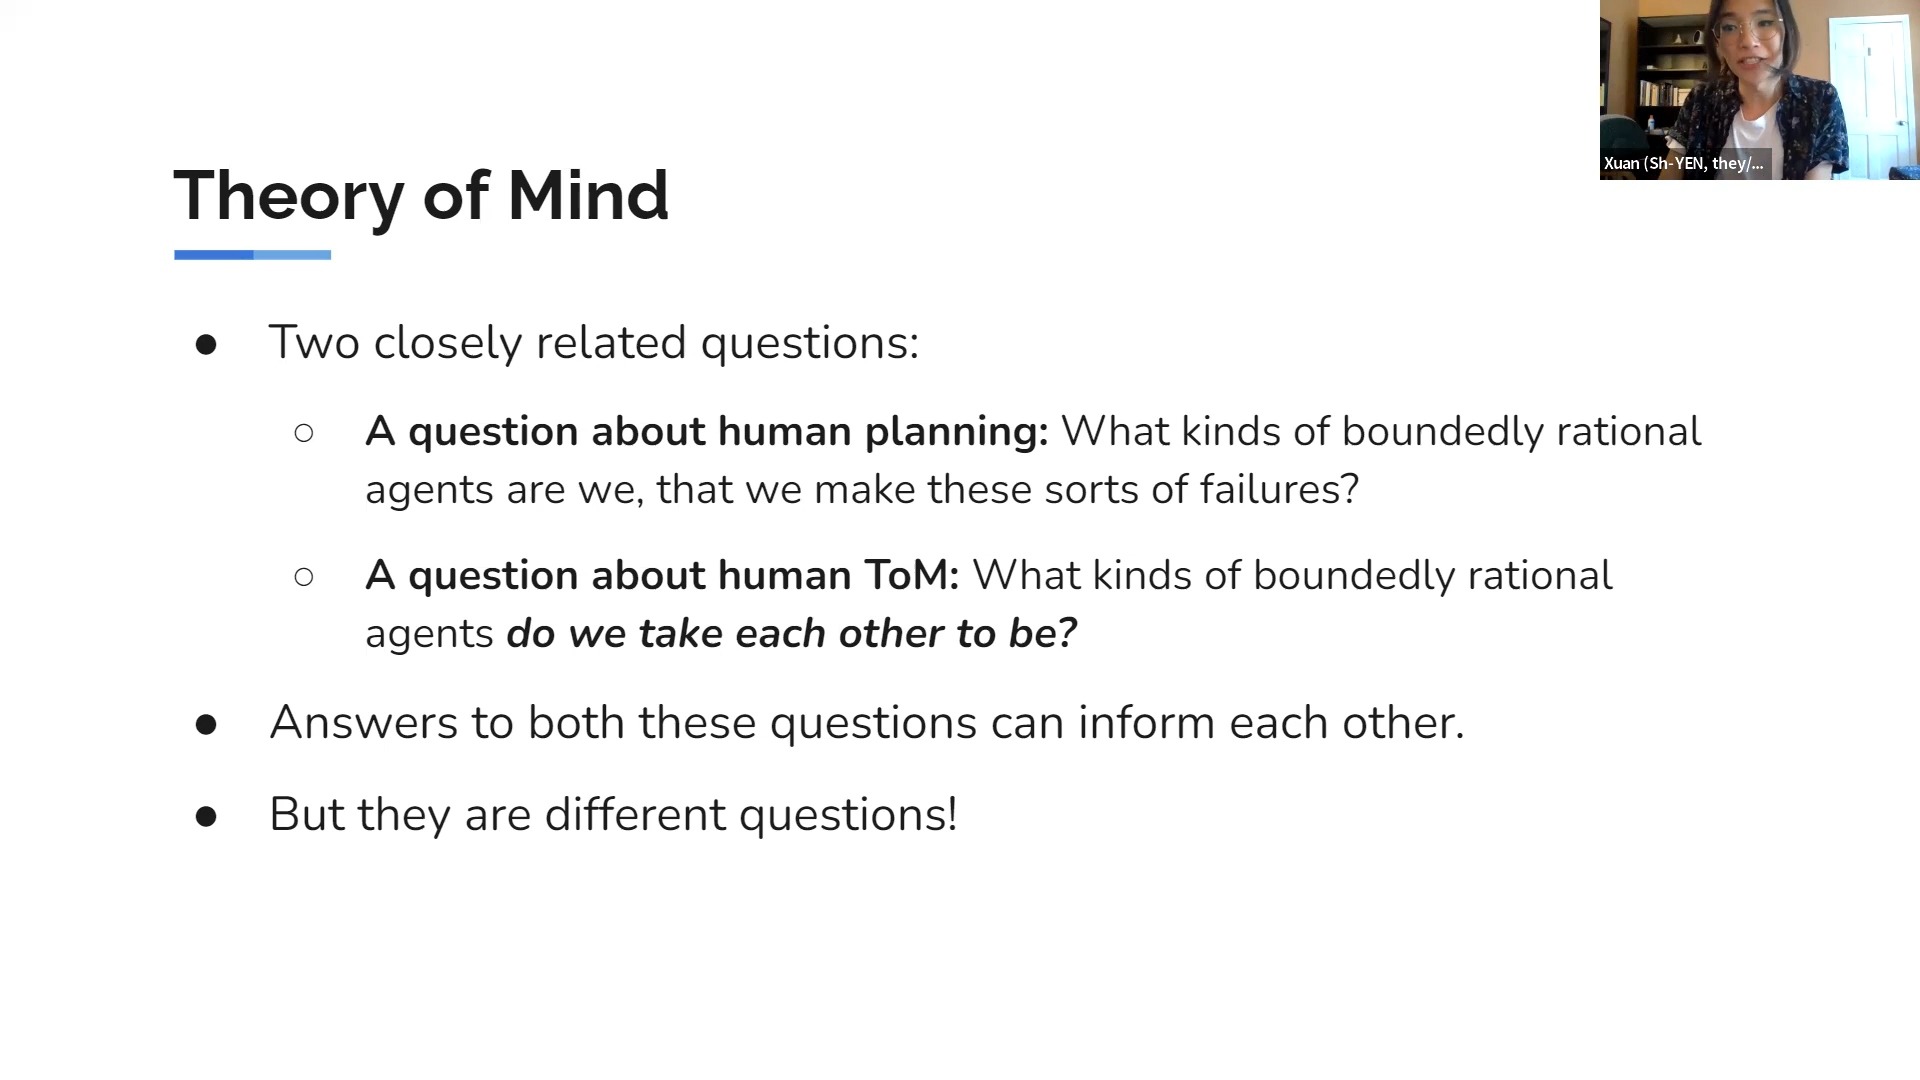 Theory of Mind
Xuan (Sh-YEN, they/...
● Two closely related questions:
○ A question about human planning: What kinds of boundedly rational
agents are we, that we make these sorts of failures?
○ A question about human ToM: What kinds of boundedly rational
agents do we take each other to be?
● Answers to both these questions can inform each other.
● But they are different questions!